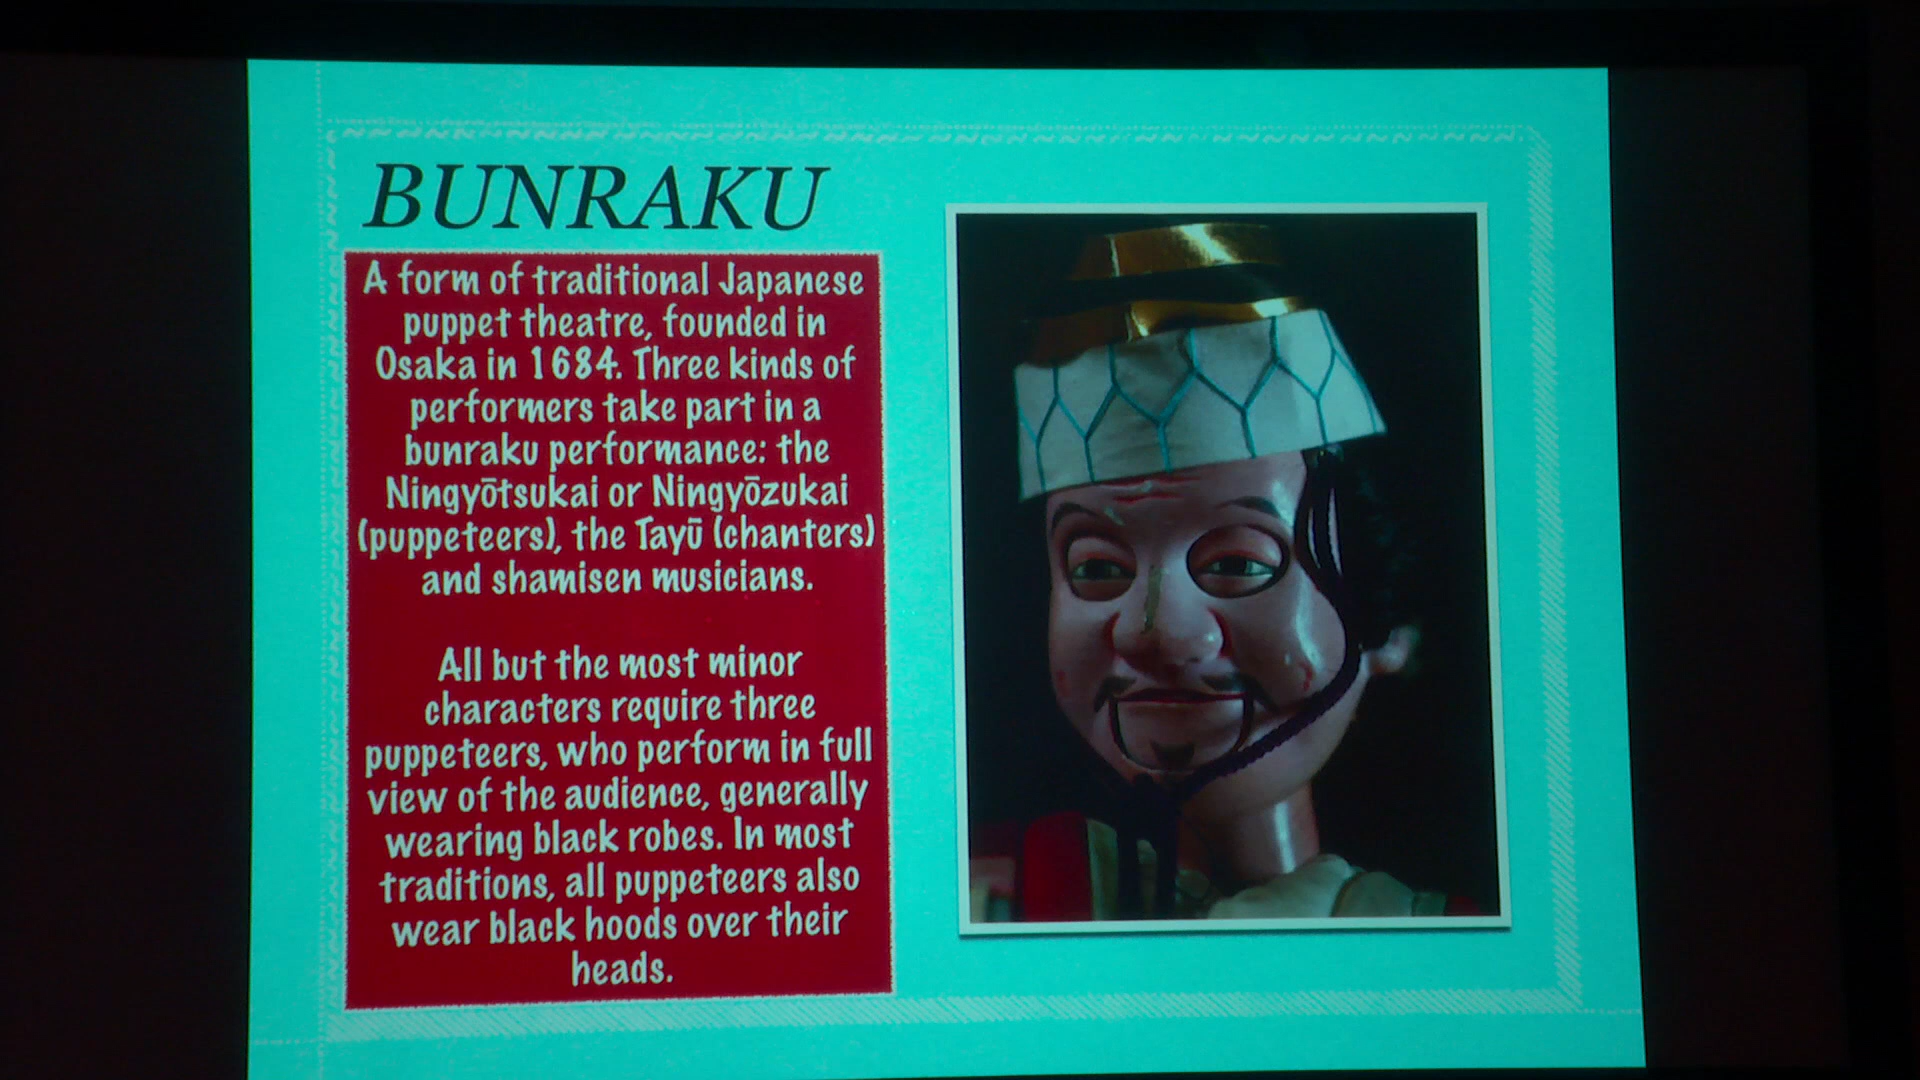 BUNRAKU
A form of traditional Japanese
puppet theatre, founded in
Osaka in 1684. Three kinds of
performers take part in a
bunraku performance: the
Ningyōtsukai or Ningyōzukai
(puppeteers), the Tayū (chanters)
and shamisen musicians.
All but the most minor
characters require three
puppeteers, who perform in full
view of the audience, generally
wearing black robes. In most
traditions, all puppeteers also
wear black hoods over their
heads.